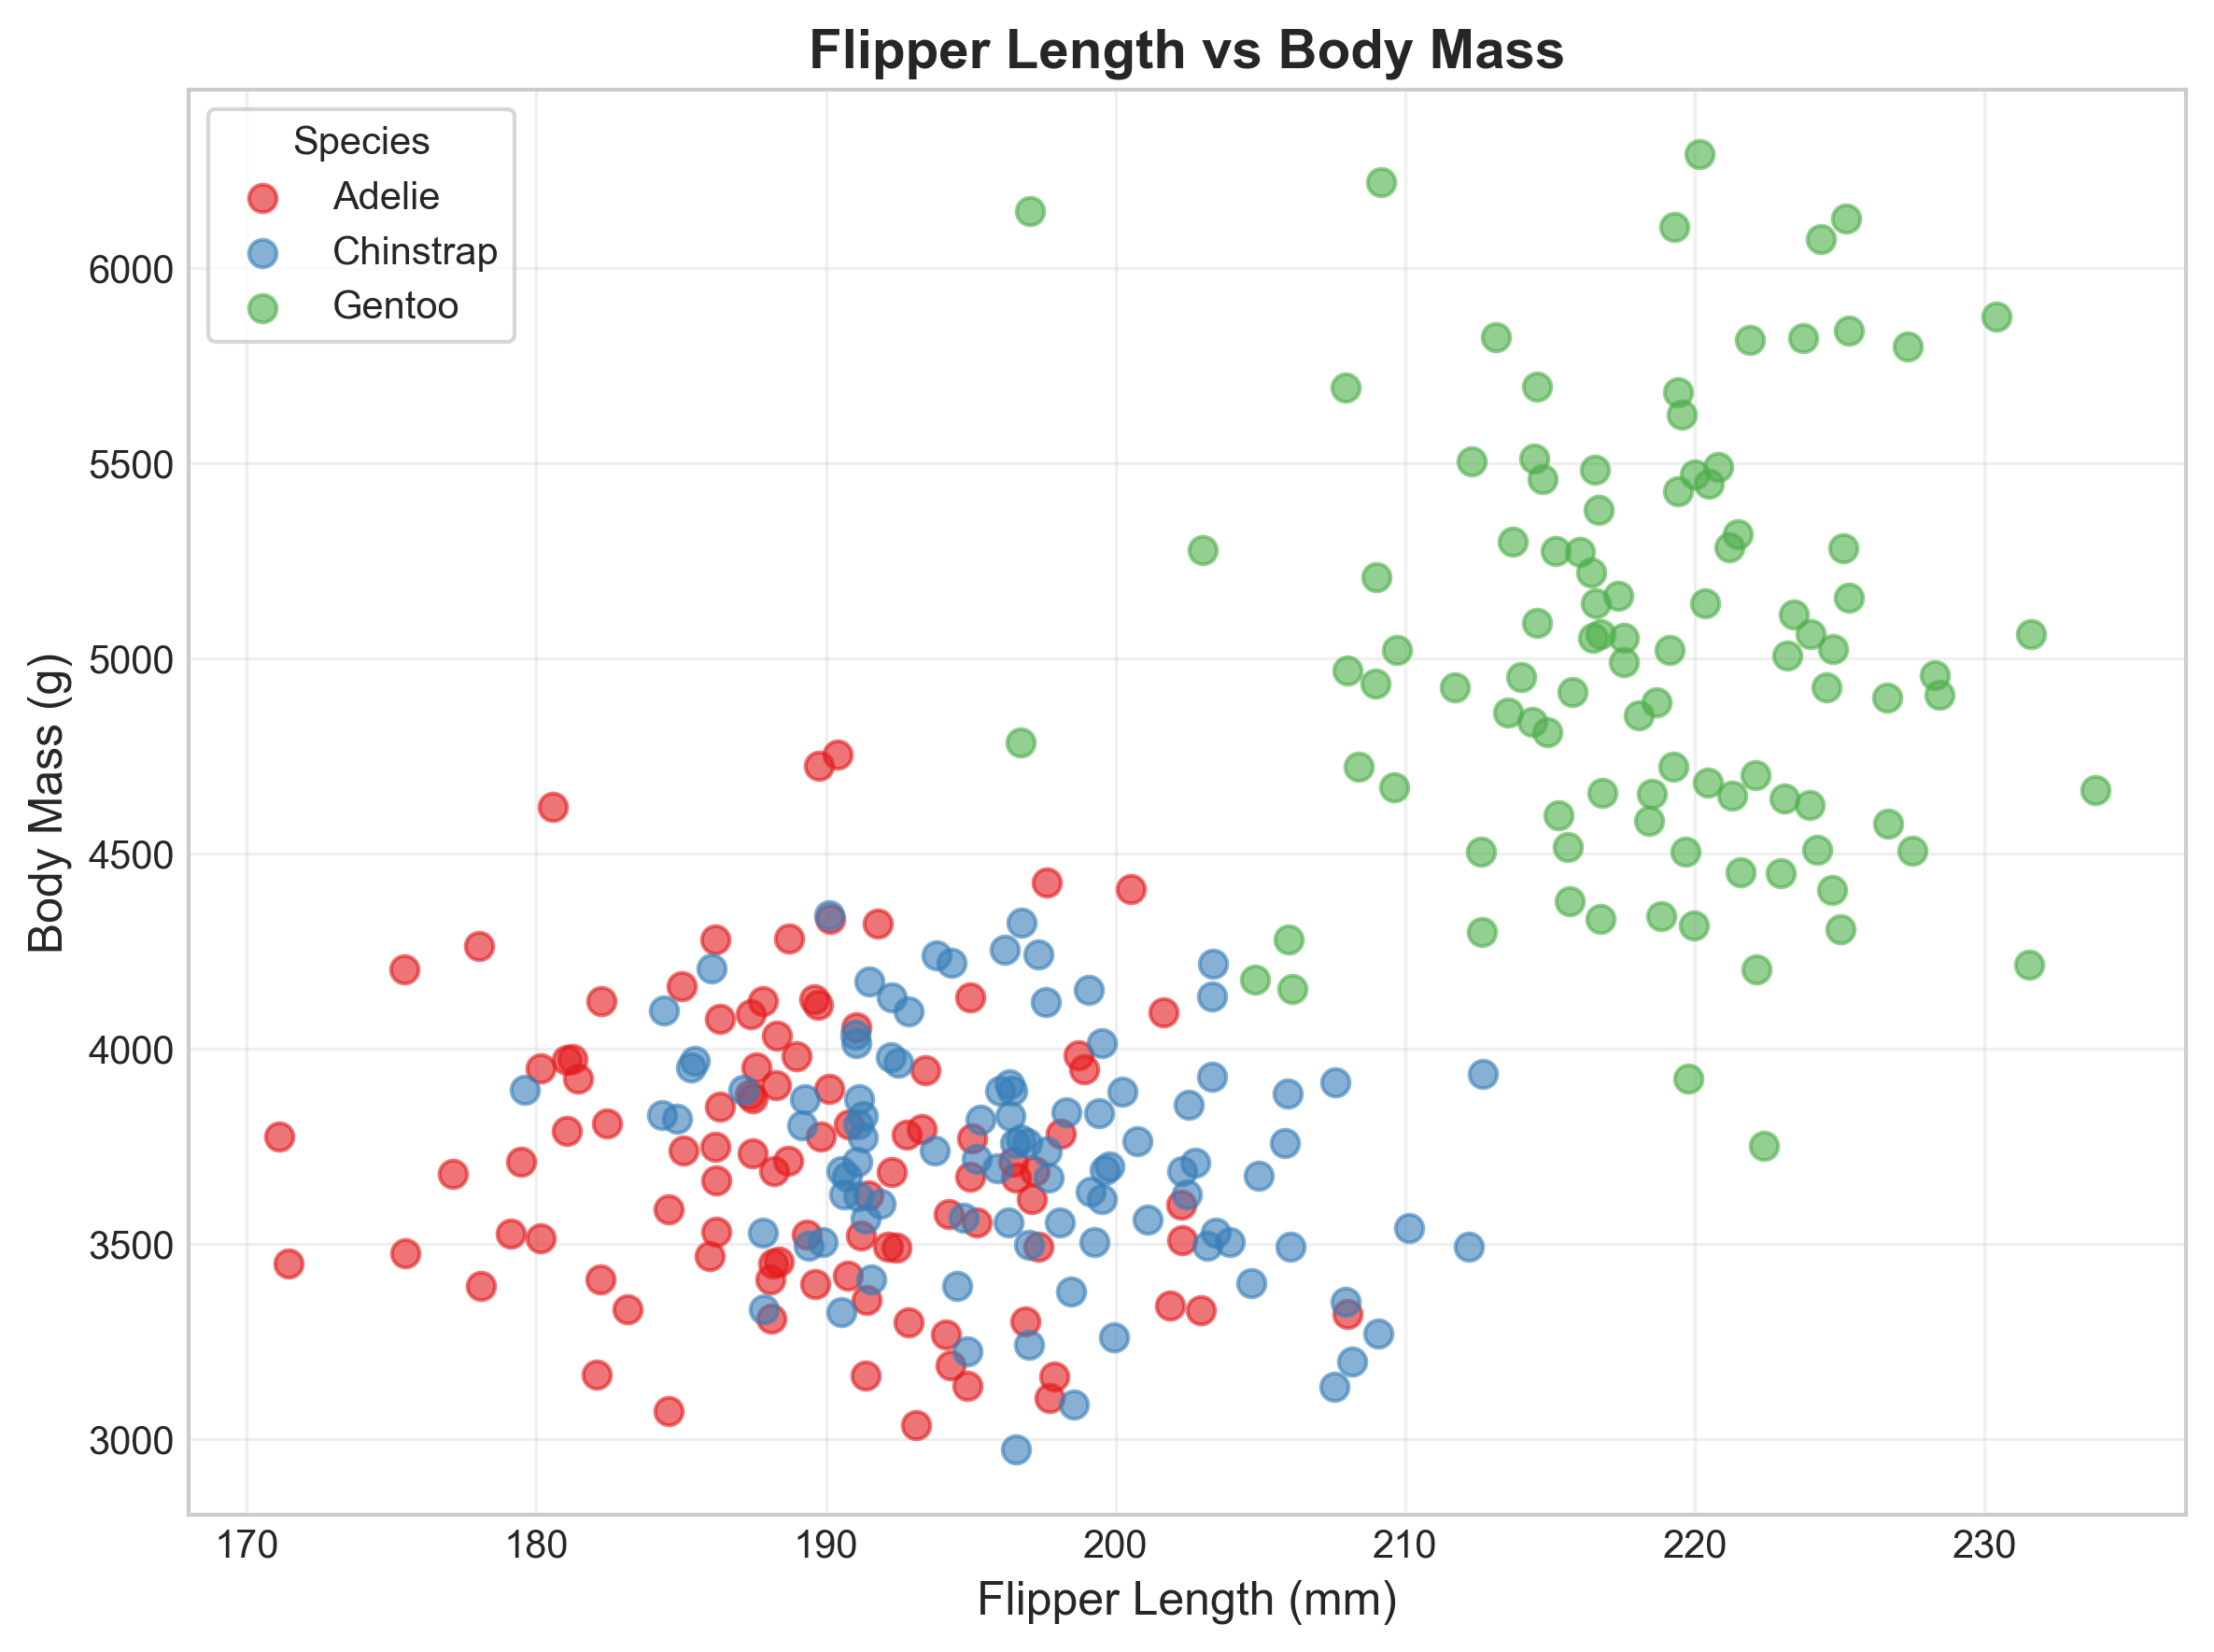 Flipper Length vs Body Mass
Species
Adelie
Chinstrap
Gentoo
Body Mass (g)
6000
5500
5000
4500
4000
3500
3000
170 180 190 200 210 220 230
Flipper Length (mm)